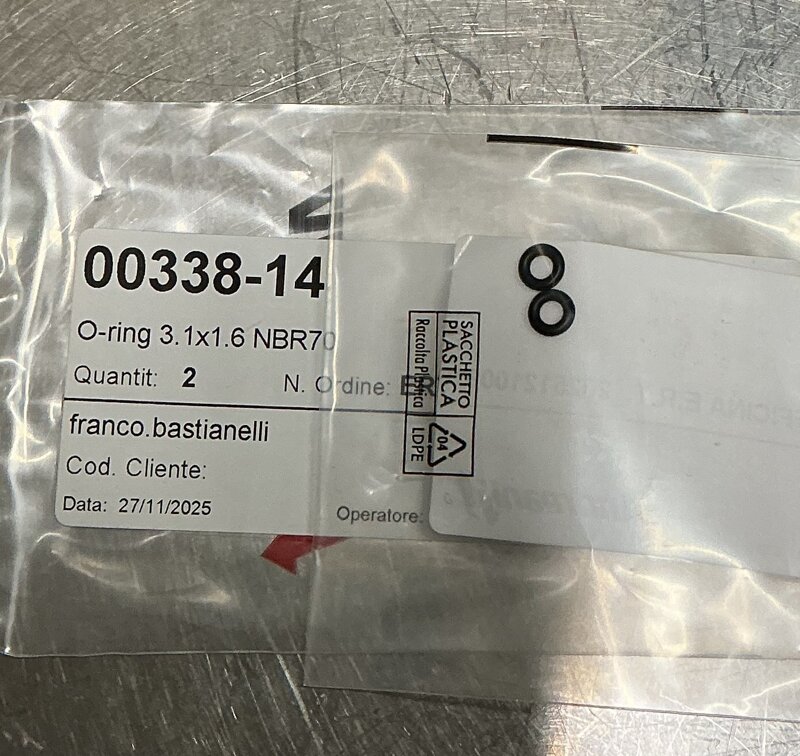 00338-14
O-ring 3.1x1.6 NBR70
Quantit: 2 N. Ordine: ER
franco.bastianelli
Cod. Cliente:
Data: 27/11/2025
Operatore:
SACCHETTO
PLASTICA
Raccolta Plastica
04
LDPE